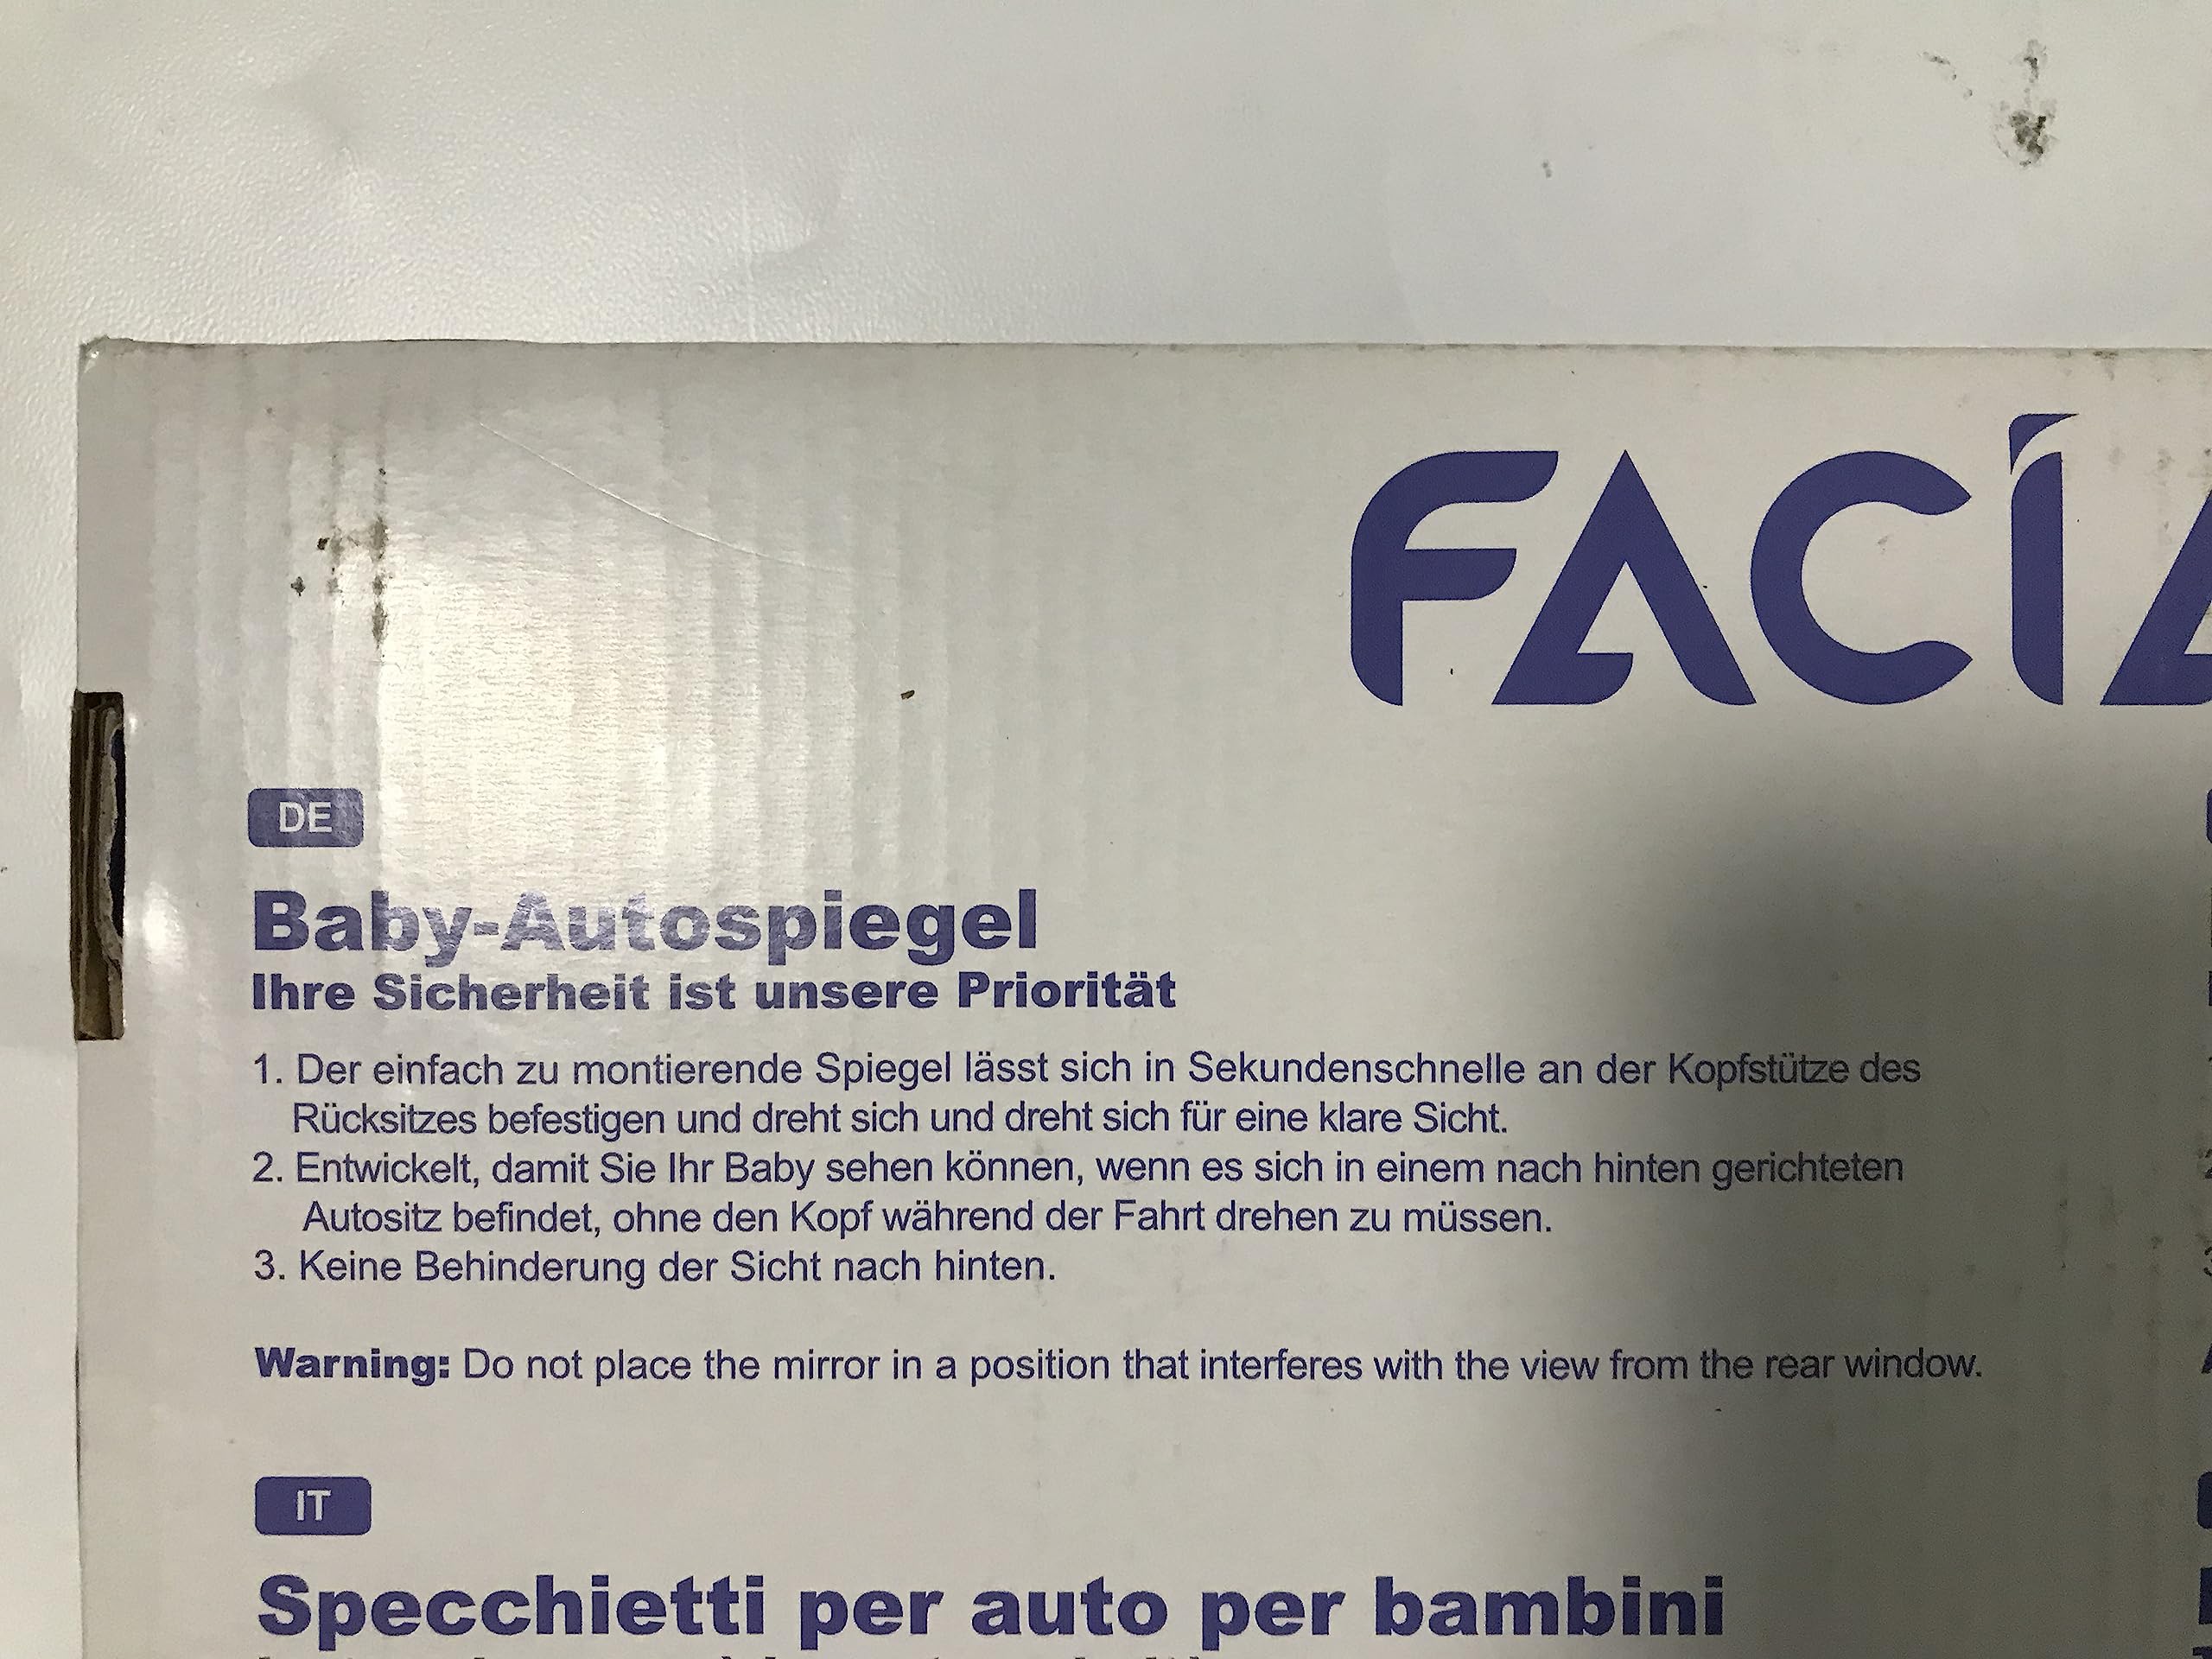 FACÍA
DE
Baby-Autospiegel
Ihre Sicherheit ist unsere Priorität
1. Der einfach zu montierende Spiegel lässt sich in Sekundenschnelle an der Kopfstütze des
Rücksitzes befestigen und dreht sich und dreht sich für eine klare Sicht.
2. Entwickelt, damit Sie Ihr Baby sehen können, wenn es sich in einem nach hinten gerichteten
Autositz befindet, ohne den Kopf während der Fahrt drehen zu müssen.
3. Keine Behinderung der Sicht nach hinten.
Warning: Do not place the mirror in a position that interferes with the view from the rear window.
IT
Specchietti per auto per bambini